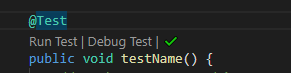 @Test
Run Test | Debug Test | ✓
public void testName() {